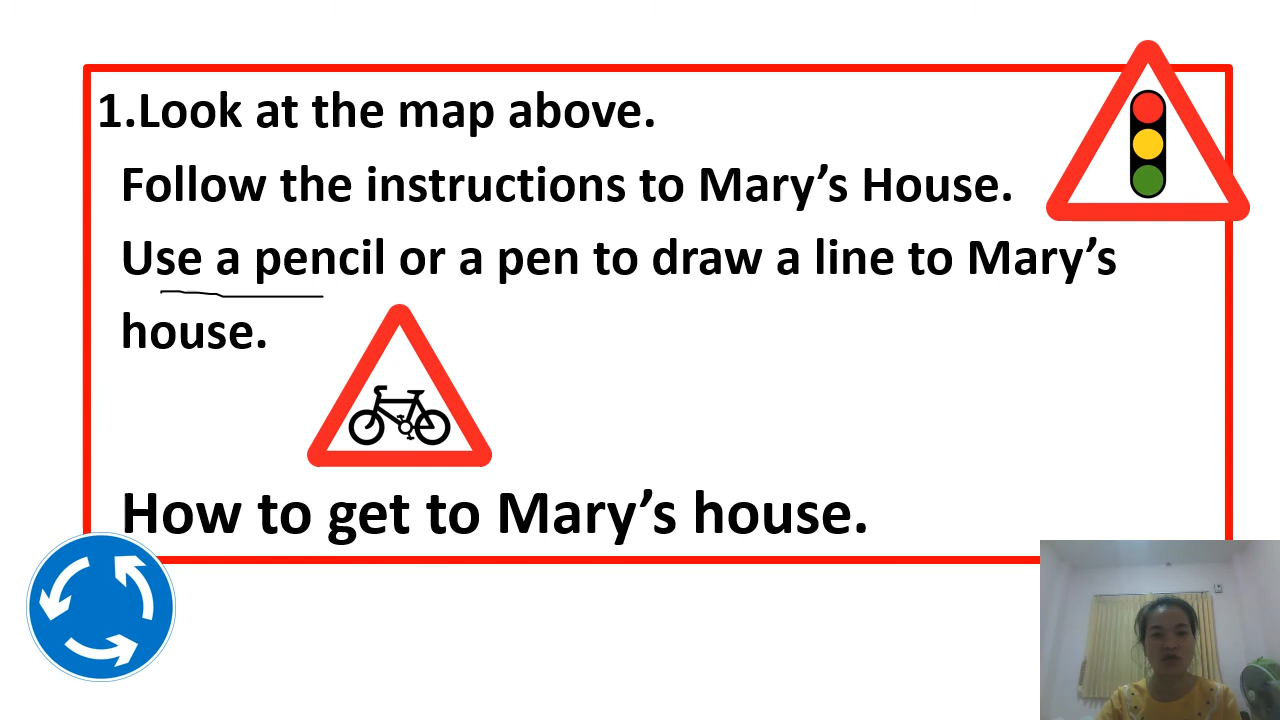 1.Look at the map above.
Follow the instructions to Mary’s House.
Use a pencil or a pen to draw a line to Mary’s
house.
How to get to Mary’s house.